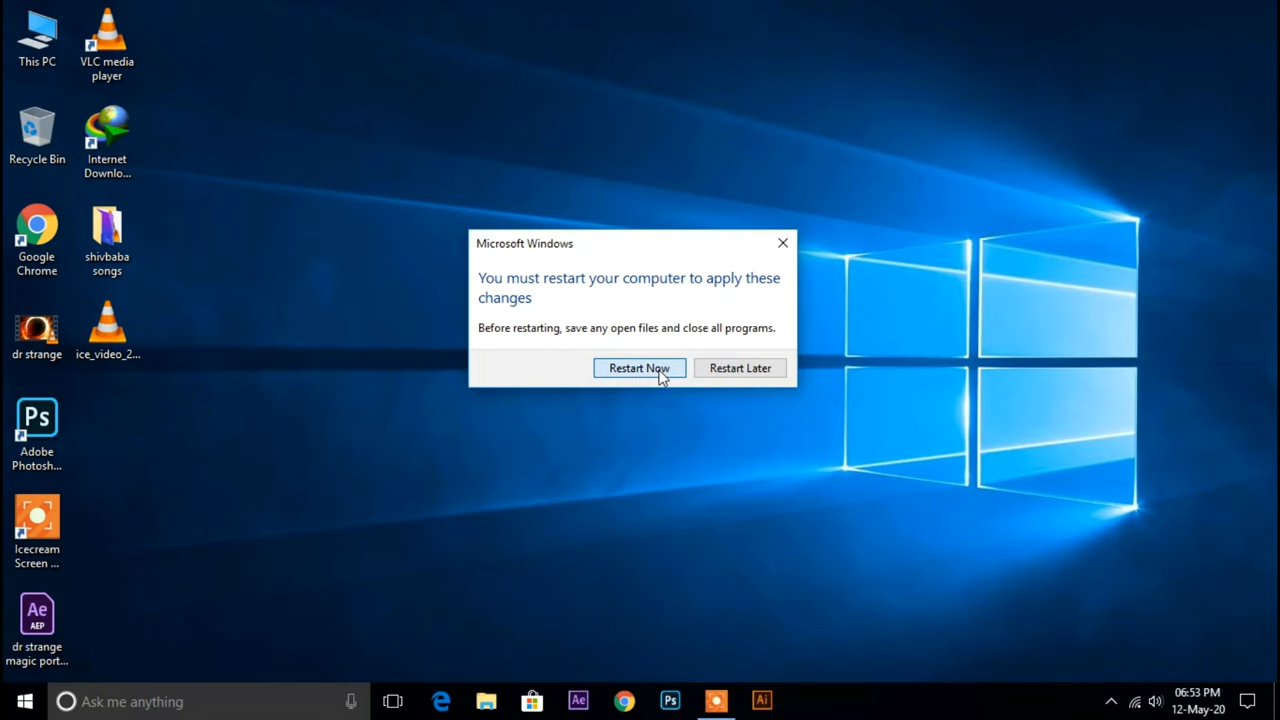 This PC
VLC media
player
Recycle Bin
Internet
Downlo...
Google
Chrome
shivbaba
songs
dr strange
ice_video_2...
Ps
Adobe
Photosh...
Icecream
Screen ...
Ae
AEP
dr strange
magic port...
Microsoft Windows
You must restart your computer to apply these
changes
Before restarting, save any open files and close all programs.
Restart Now
Restart Later
Ask me anything
Ae
Ps
Ai
06:53 PM
12-May-20